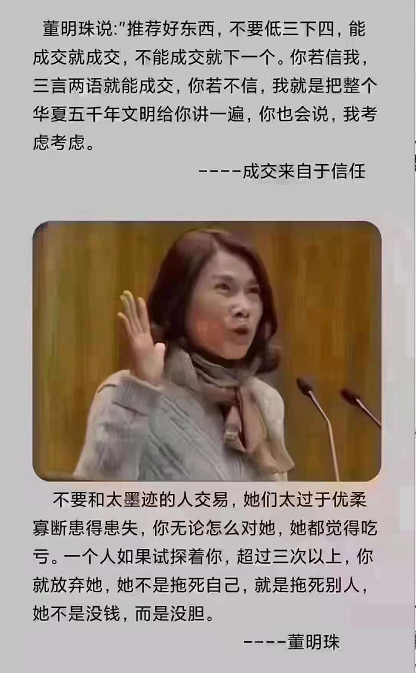 董明珠说:"推荐好东西，不要低三下四，能
成交就成交，不能成交就下一个。你若信我，
三言两语就能成交，你若不信，我就是把整个
华夏五千年文明给你讲一遍，你也会说，我考
虑考虑。
----成交来自于信任
不要和太墨迹的人交易，她们太过于优柔
寡断患得患失，你无论怎么对她，她都觉得吃
亏。一个人如果试探着你，超过三次以上，你
就放弃她，她不是拖死自己，就是拖死别人，
她不是没钱，而是没胆。
----董明珠